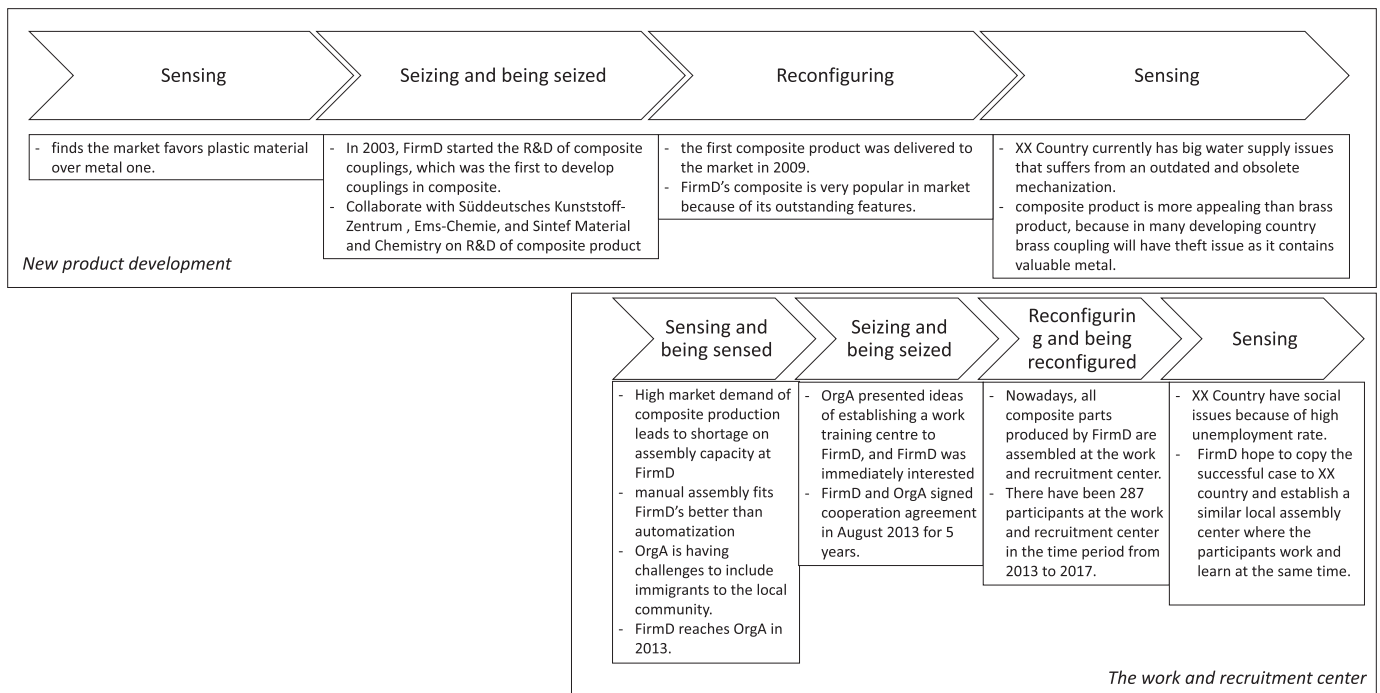 Sensing
Seizing and being seized
Reconfiguring
Sensing
- finds the market favors plastic material
over metal one.
- In 2003, FirmD started the R&D of composite
couplings, which was the first to develop
couplings in composite.
- Collaborate with Süddeutsches Kunststoff-
Zentrum , Ems-Chemie, and Sintef Material
and Chemistry on R&D of composite product
- the first composite product was delivered to
the market in 2009.
- FirmD’s composite is very popular in market
because of its outstanding features.
- XX Country currently has big water supply issues
that suffers from an outdated and obsolete
mechanization.
- composite product is more appealing than brass
product, because in many developing country
brass coupling will have theft issue as it contains
valuable metal.
New product development
Sensing and
being sensed
Seizing and
being seized
Reconfigurin
g and being
reconfigured
Sensing
- High market demand of
composite production
leads to shortage on
assembly capacity at
FirmD
- manual assembly fits
FirmD’s better than
automatization
- OrgA is having
challenges to include
immigrants to the local
community.
- FirmD reaches OrgA in
2013.
- OrgA presented ideas
of establishing a work
training centre to
FirmD, and FirmD was
immediately interested
- FirmD and OrgA signed
cooperation agreement
in August 2013 for 5
years.
- Nowadays, all
composite parts
produced by FirmD are
assembled at the work
and recruitment center.
- There have been 287
participants at the work
and recruitment center
in the time period from
2013 to 2017.
- XX Country have social
issues because of high
unemployment rate.
- FirmD hope to copy the
successful case to XX
country and establish a
similar local assembly
center where the
participants work and
learn at the same time.
The work and recruitment center